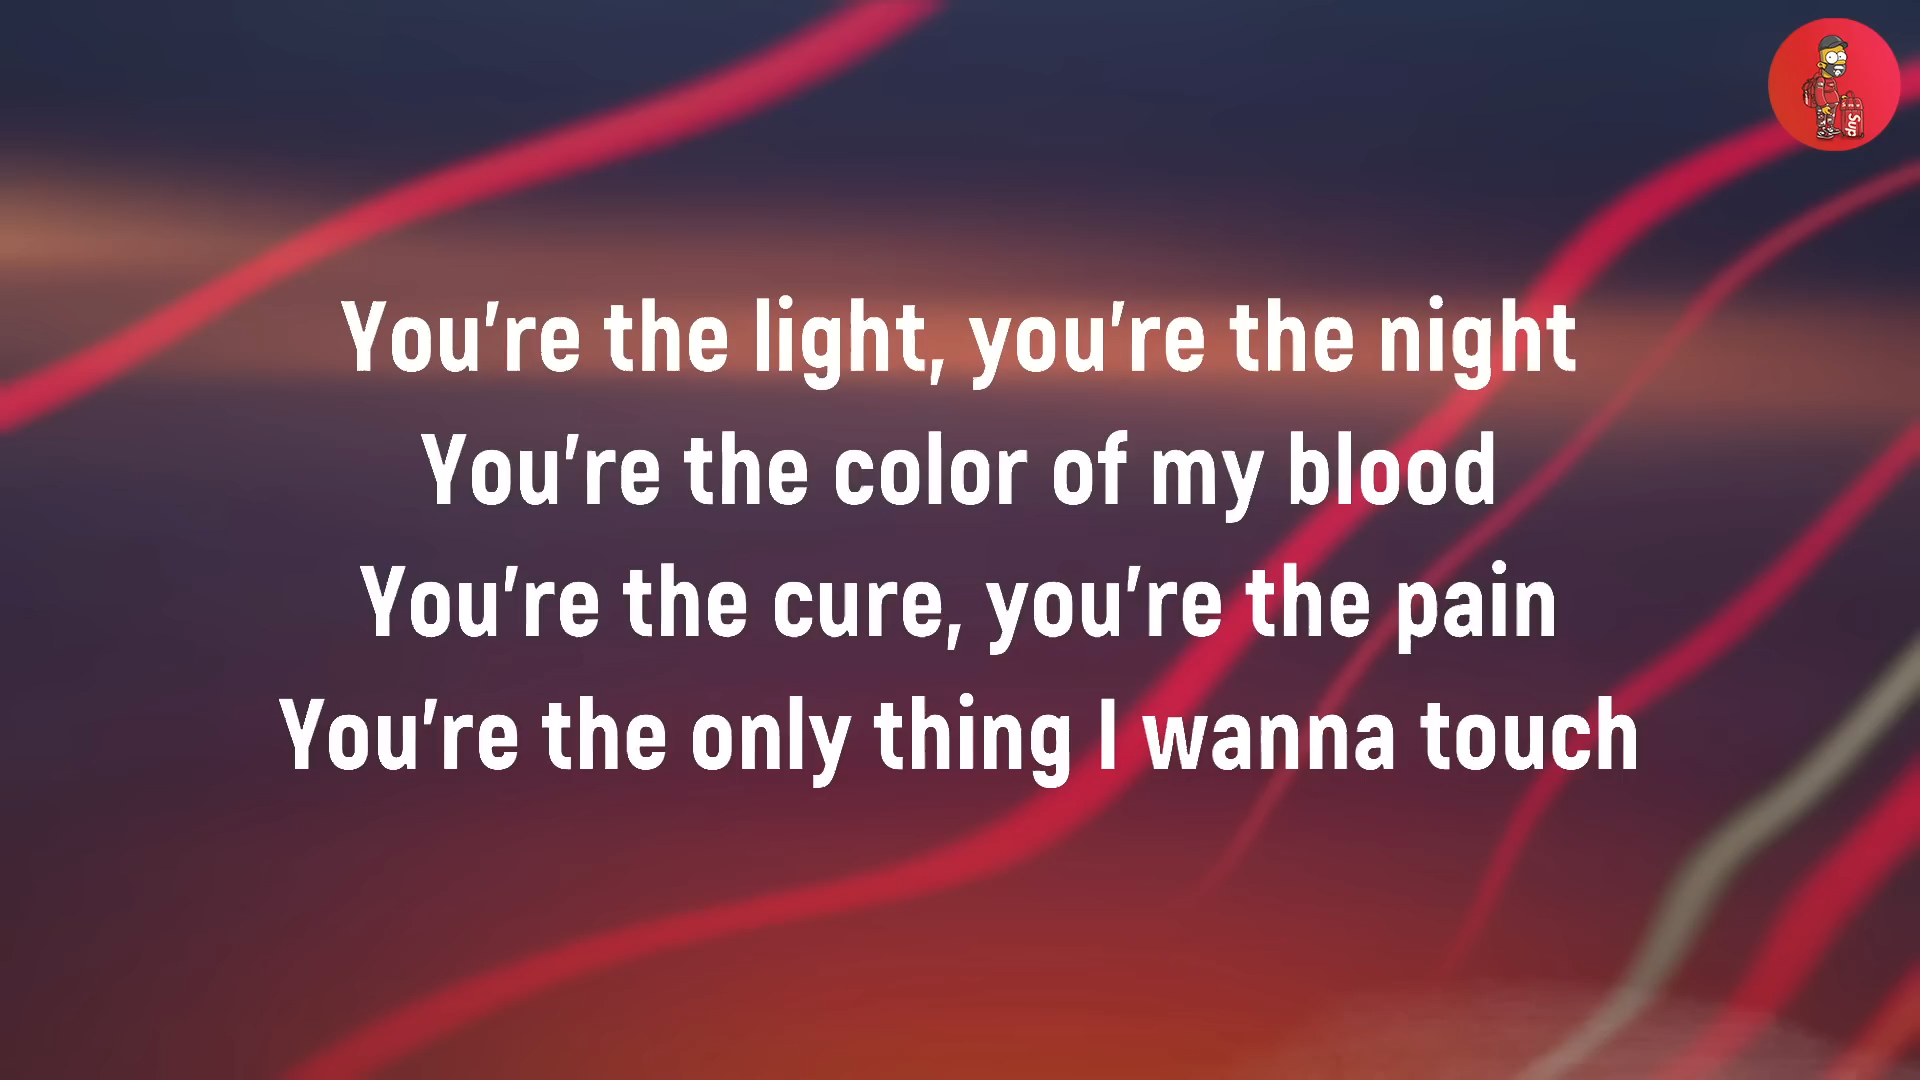 You're the light, you're the night
You're the color of my blood
You're the cure, you're the pain
You're the only thing I wanna touch
Sup